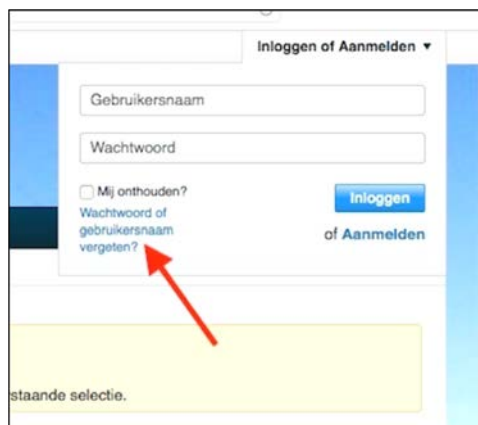 Inloggen of Aanmelden ▼
Gebruikersnaam
Wachtwoord
Mij onthouden?
Wachtwoord of
gebruikersnaam
vergeten?
Inloggen
of Aanmelden
staande selectie.